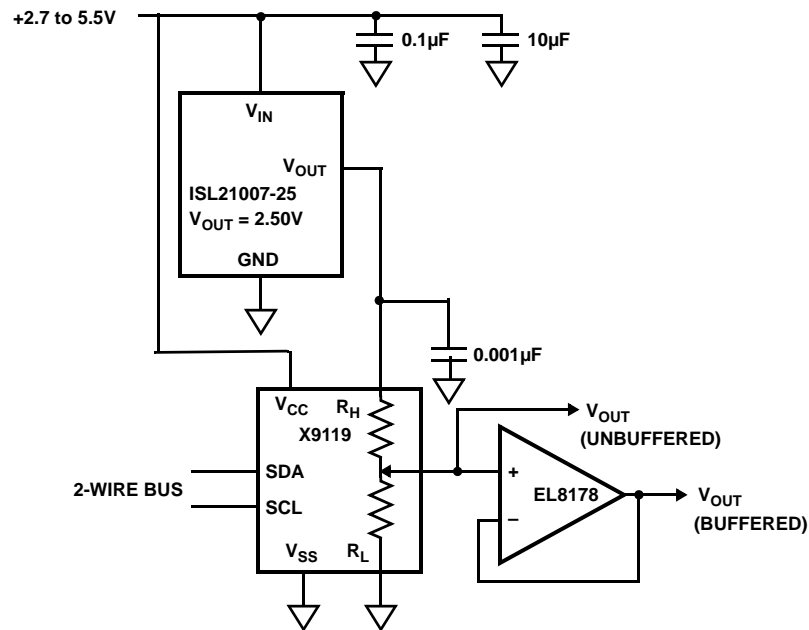 +2.7 to 5.5V
0.1µF
10µF
VIN
VOUT
ISL21007-25
VOUT = 2.50V
GND
0.001µF
VCC
RH
X9119
VOUT
(UNBUFFERED)
2-WIRE BUS
SDA
SCL
+
EL8178
–
VOUT
(BUFFERED)
VSS
RL